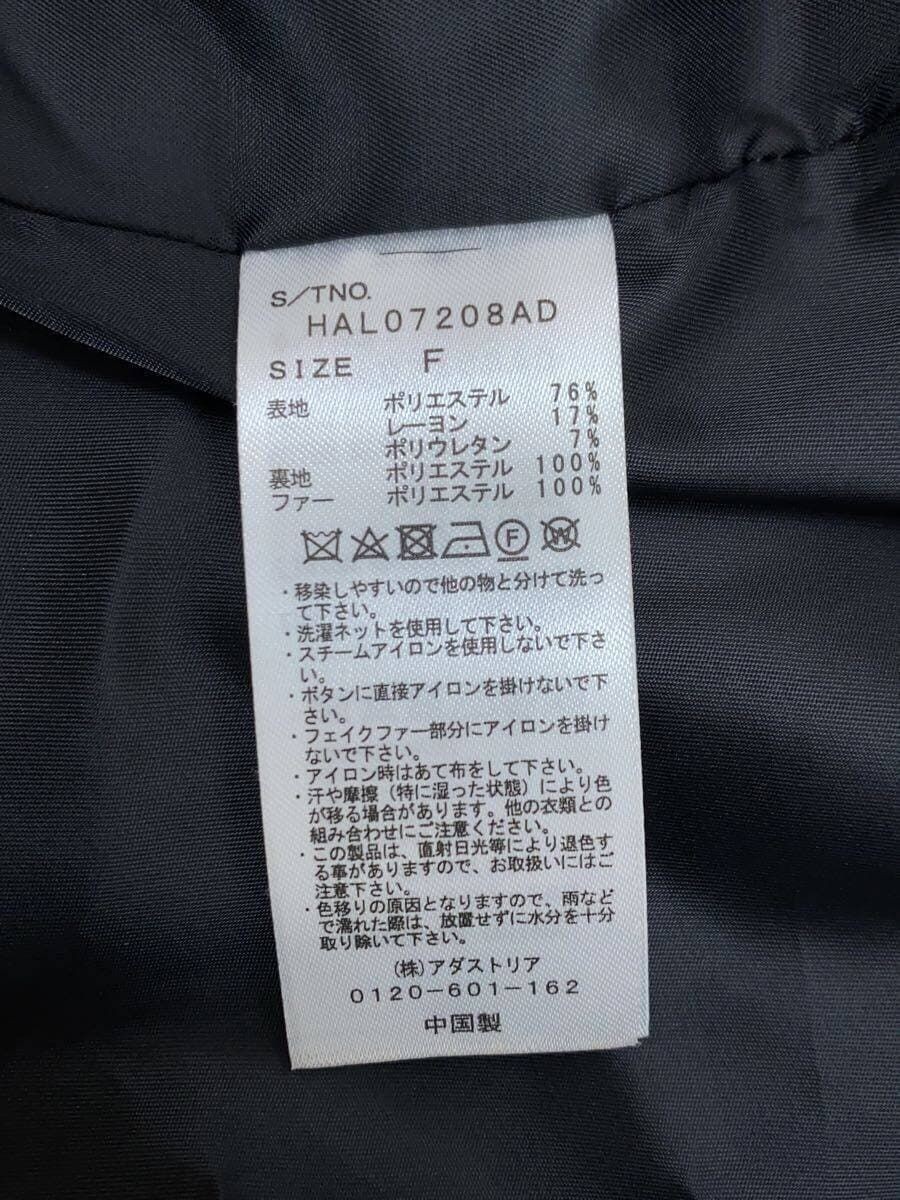 S/TNO.
HAL07208AD
SIZE F
表地 ポリエステル 76%
レーヨン 17%
ポリウレタン 7%
裏地 ポリエステル 100%
ファー ポリエステル 100%
F W
・移染しやすいので他の物と分けて洗っ
て下さい。
・洗濯ネットを使用して下さい。
・スチームアイロンを使用しないで下さ
い。
・ボタンに直接アイロンを掛けないで下
さい。
・フェイクファー部分にアイロンを掛け
ないで下さい。
・アイロン時はあて布をして下さい。
・汗や摩擦（特に湿った状態）により色
が移る場合があります。他の衣類との
組み合わせにご注意ください。
・この製品は、直射日光等により退色す
る事がありますので、お取扱いにはご
注意下さい。
・色移りの原因となりますので、雨など
で濡れた際は、放置せずに水分を十分
取り除いて下さい。
(株)アダストリア
0120-601-162
中国製